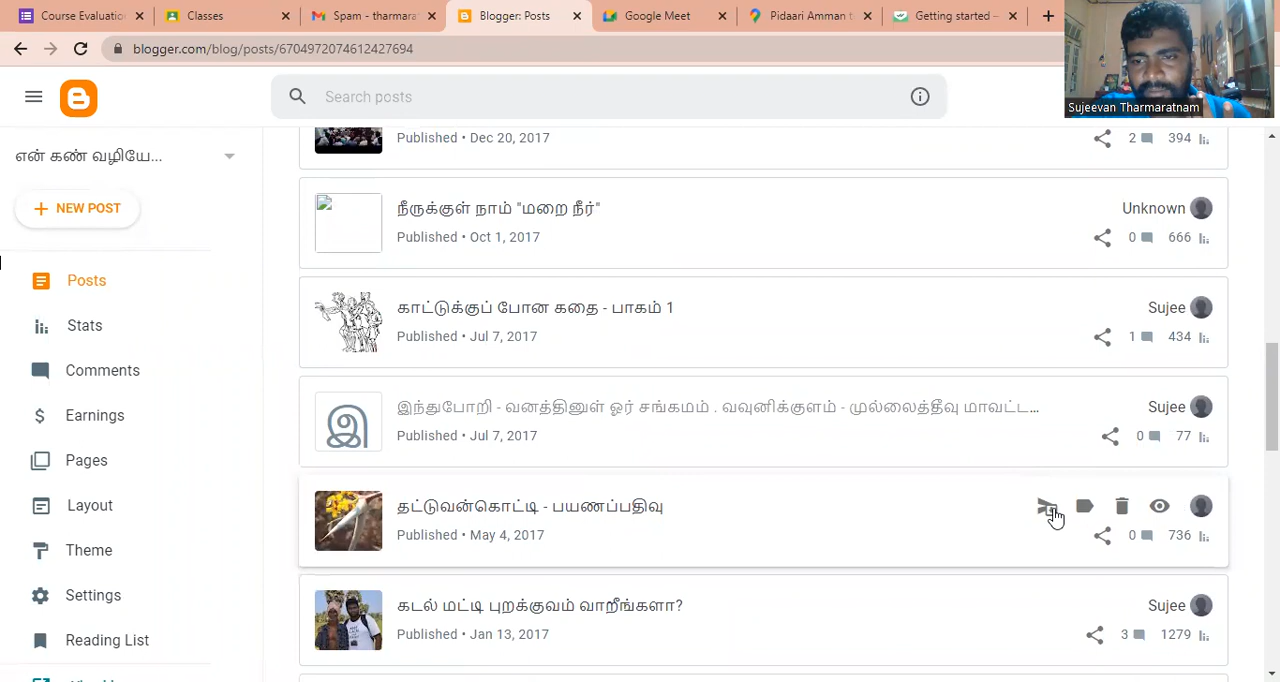 Course Evaluatio
Classes
Spam - tharmara
Blogger: Posts
Google Meet
Pidaari Amman t
Getting started –
blogger.com/blog/posts/6704972074612427694
Search posts
Sujeevan Tharmaratnam
என் கண் வழியே...
NEW POST
Posts
Stats
Comments
Earnings
Pages
Layout
Theme
Settings
Reading List
Published • Dec 20, 2017
2 394
நீருக்குள் நாம் "மறை நீர்"
Unknown
Published • Oct 1, 2017
0 666
காட்டுக்குப் போன கதை - பாகம் 1
Sujee
Published • Jul 7, 2017
1 434
இ
இந்துபோறி - வனத்தினுள் ஓர் சங்கமம் . வவுனிக்குளம் - முல்லைத்தீவு மாவட்ட...
Sujee
Published • Jul 7, 2017
0 77
தட்டுவன்கொட்டி - பயணப்பதிவு
Published • May 4, 2017
0 736
கடல் மட்டி புறக்குவம் வாறீங்களா?
Sujee
Published • Jan 13, 2017
3 1279